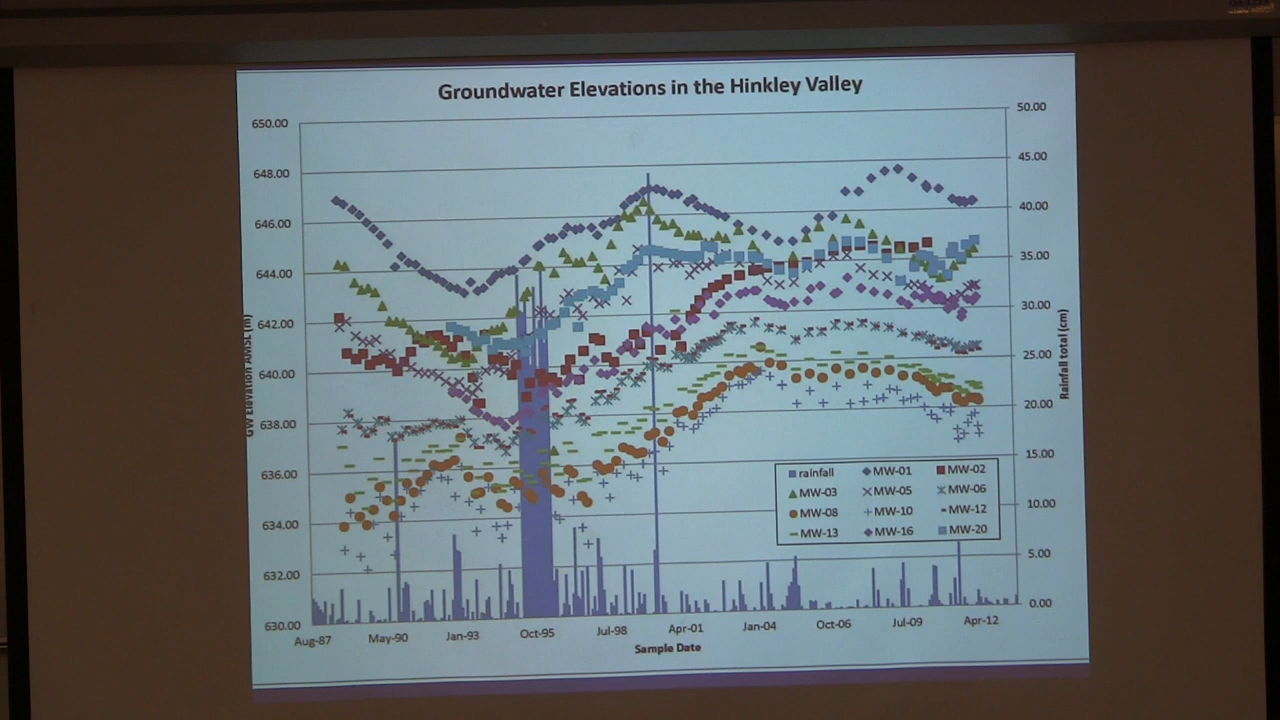 Groundwater Elevations in the Hinkley Valley
650.00
648.00
646.00
644.00
642.00
640.00
638.00
636.00
634.00
632.00
630.00
GW Elevation AMSL (m)
50.00
45.00
40.00
35.00
30.00
25.00
20.00
15.00
10.00
5.00
0.00
Rainfall total (cm)
rainfall MW-01 MW-02
MW-03 MW-05 MW-06
MW-08 MW-10 MW-12
MW-13 MW-16 MW-20
Aug-87 May-90 Jan-93 Oct-95 Jul-98 Apr-01 Jan-04 Oct-06 Jul-09 Apr-12
Sample Date